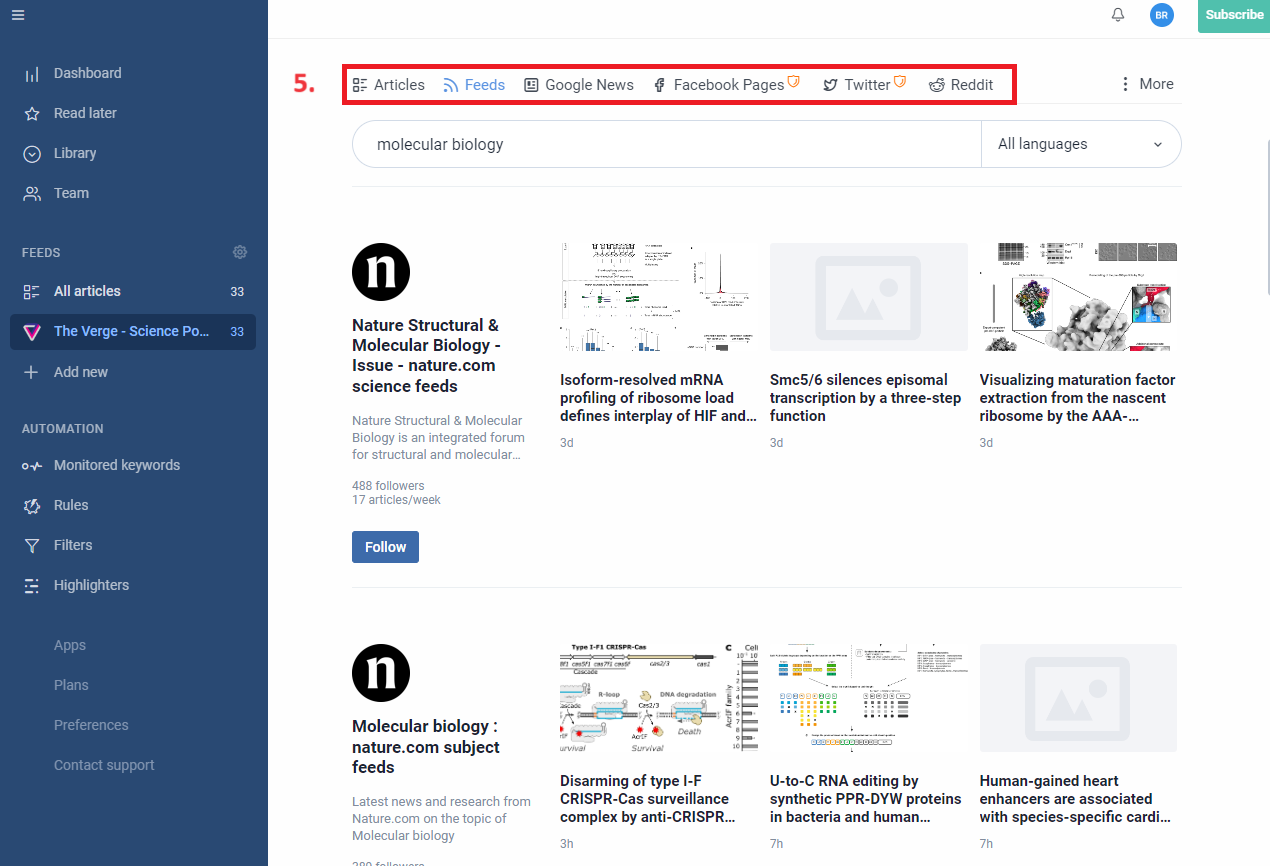 BR
Subscribe
Dashboard
Read later
Library
Team
FEEDS
All articles 33
The Verge - Science Po... 33
Add new
AUTOMATION
Monitored keywords
Rules
Filters
Highlighters
Apps
Plans
Preferences
Contact support
5.
Articles Feeds Google News Facebook Pages Twitter Reddit
More
molecular biology
All languages
n
Nature Structural &
Molecular Biology -
Issue - nature.com
science feeds
Nature Structural & Molecular
Biology is an integrated forum
for structural and molecular...
488 followers
17 articles/week
Follow
Isoform-resolved mRNA
profiling of ribosome load
defines interplay of HIF and...
3d
Smc5/6 silences episomal
transcription by a three-step
function
3d
Visualizing maturation factor
extraction from the nascent
ribosome by the AAA-...
3d
n
Molecular biology :
nature.com subject
feeds
Latest news and research from
Nature.com on the topic of
Molecular biology
Type I-F1 CRISPR-Cas
cas5f1 cas7f1 cas6f cas2/3 cas1
Cascade
R-loop
Cas2/3
DNA degradation
AcrIF
Survival
Death
C
AcrIF family
Disarming of type I-F
CRISPR-Cas surveillance
complex by anti-CRISPR...
3h
U-to-C RNA editing by
synthetic PPR-DYW proteins
in bacteria and human...
7h
Human-gained heart
enhancers are associated
with species-specific cardi...
7h